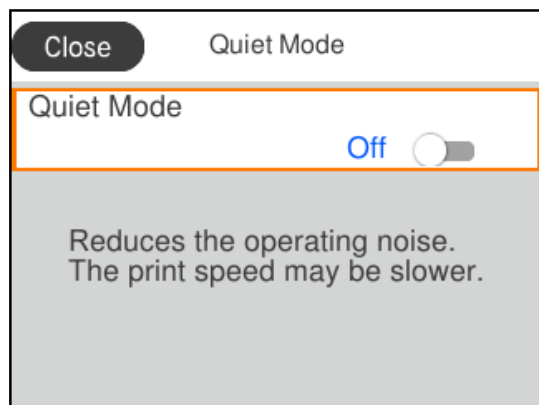 Close Quiet Mode
Quiet Mode
Off
Reduces the operating noise.
The print speed may be slower.